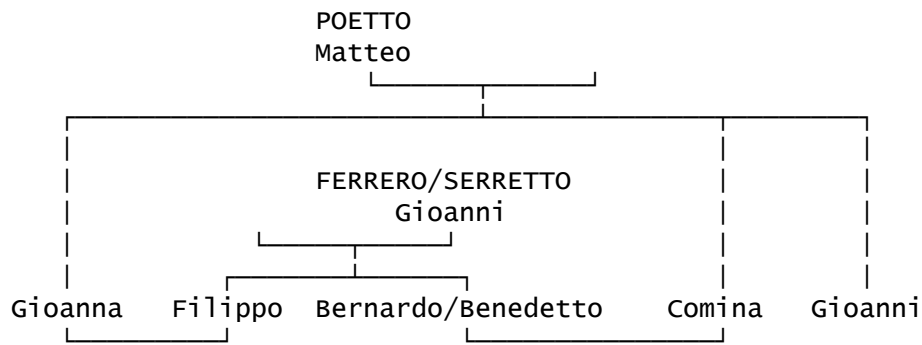 POETTO
Matteo
FERRERO/SERRETTO
Gioanni
Gioanna Filippo Bernardo/Benedetto Comina Gioanni